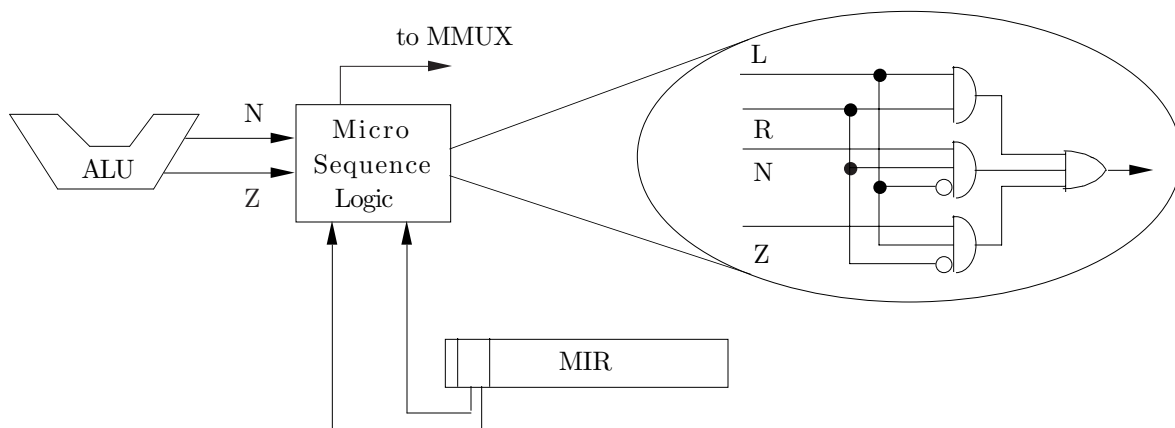 to MMUX
N
Z
ALU
Micro
Sequence
Logic
L
R
N
Z
MIR